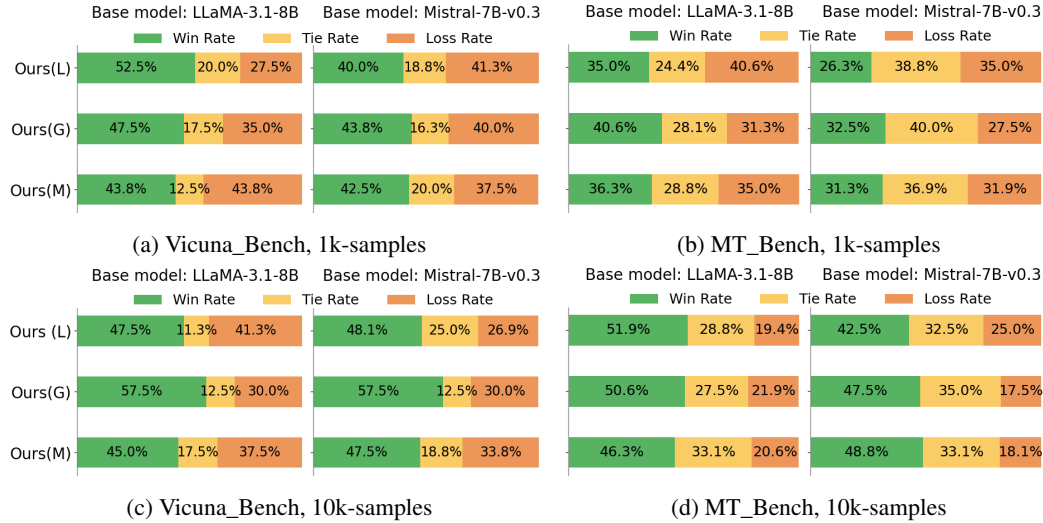 Base model: LLaMA-3.1-8B Base model: Mistral-7B-v0.3
Win Rate Tie Rate Loss Rate
Ours(L) 52.5% 20.0% 27.5% 40.0% 18.8% 41.3%
Ours(G) 47.5% 17.5% 35.0% 43.8% 16.3% 40.0%
Ours(M) 43.8% 12.5% 43.8% 42.5% 20.0% 37.5%
(a) Vicuna_Bench, 1k-samples
Base model: LLaMA-3.1-8B Base model: Mistral-7B-v0.3
Win Rate Tie Rate Loss Rate
35.0% 24.4% 40.6% 26.3% 38.8% 35.0%
40.6% 28.1% 31.3% 32.5% 40.0% 27.5%
36.3% 28.8% 35.0% 31.3% 36.9% 31.9%
(b) MT_Bench, 1k-samples
Base model: LLaMA-3.1-8B Base model: Mistral-7B-v0.3
Win Rate Tie Rate Loss Rate
Ours (L) 47.5% 11.3% 41.3% 48.1% 25.0% 26.9%
Ours(G) 57.5% 12.5% 30.0% 57.5% 12.5% 30.0%
Ours(M) 45.0% 17.5% 37.5% 47.5% 18.8% 33.8%
(c) Vicuna_Bench, 10k-samples
Base model: LLaMA-3.1-8B Base model: Mistral-7B-v0.3
Win Rate Tie Rate Loss Rate
51.9% 28.8% 19.4% 42.5% 32.5% 25.0%
50.6% 27.5% 21.9% 47.5% 35.0% 17.5%
46.3% 33.1% 20.6% 48.8% 33.1% 18.1%
(d) MT_Bench, 10k-samples